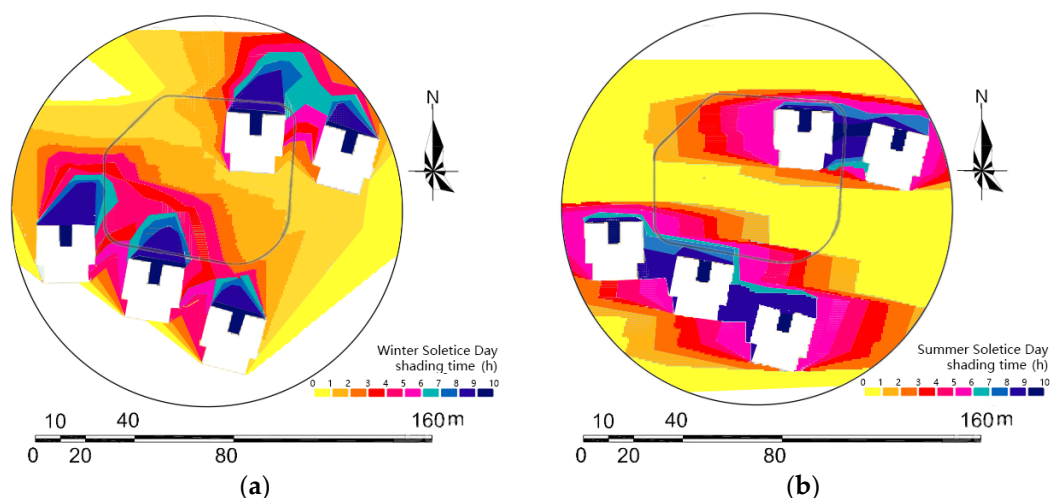 N
Winter Soletice Day
shading time (h)
0 1 2 3 4 5 6 7 8 9 10
10 40 160 m
0 20 80
(a)
N
Summer Soletice Day
shading time (h)
0 1 2 3 4 5 6 7 8 9 10
10 40 160 m
0 20 80
(b)